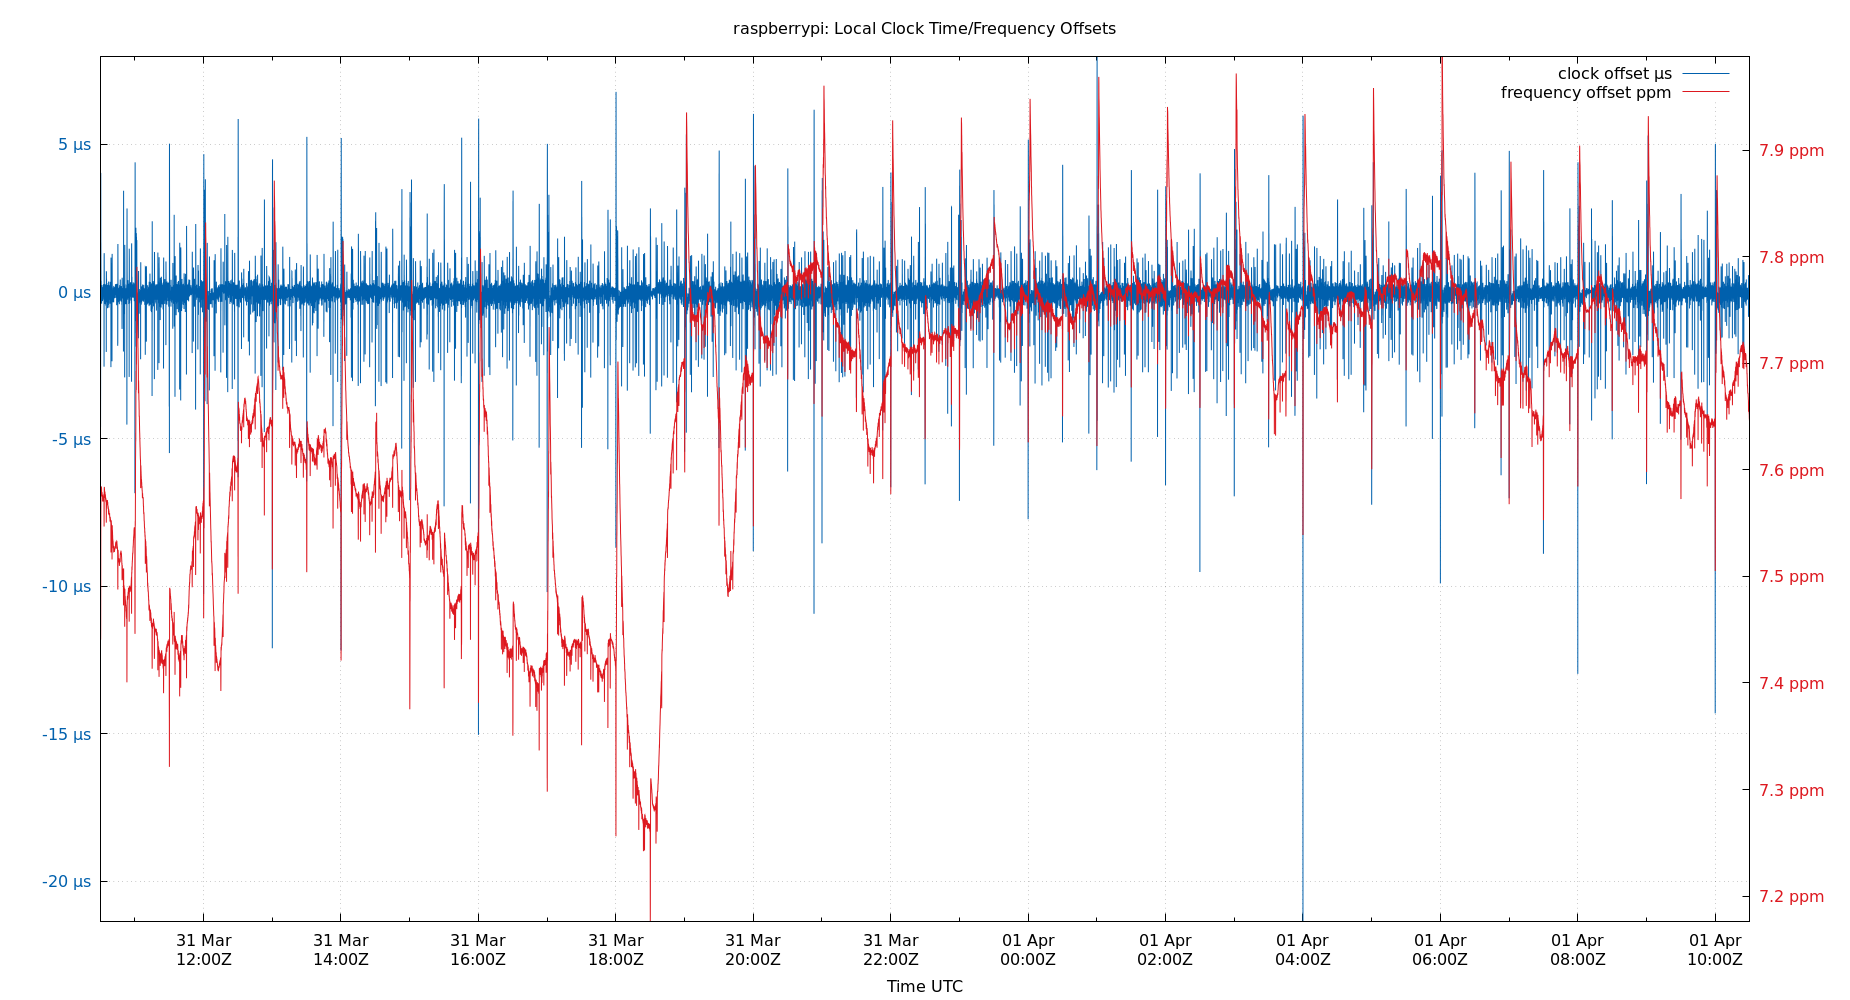 raspberrypi: Local Clock Time/Frequency Offsets
clock offset µs
frequency offset ppm
5 µs
0 µs
-5 µs
-10 µs
-15 µs
-20 µs
7.9 ppm
7.8 ppm
7.7 ppm
7.6 ppm
7.5 ppm
7.4 ppm
7.3 ppm
7.2 ppm
31 Mar 31 Mar 31 Mar 31 Mar 31 Mar 31 Mar 01 Apr 01 Apr 01 Apr 01 Apr 01 Apr 01 Apr
12:00Z 14:00Z 16:00Z 18:00Z 20:00Z 22:00Z 00:00Z 02:00Z 04:00Z 06:00Z 08:00Z 10:00Z
Time UTC